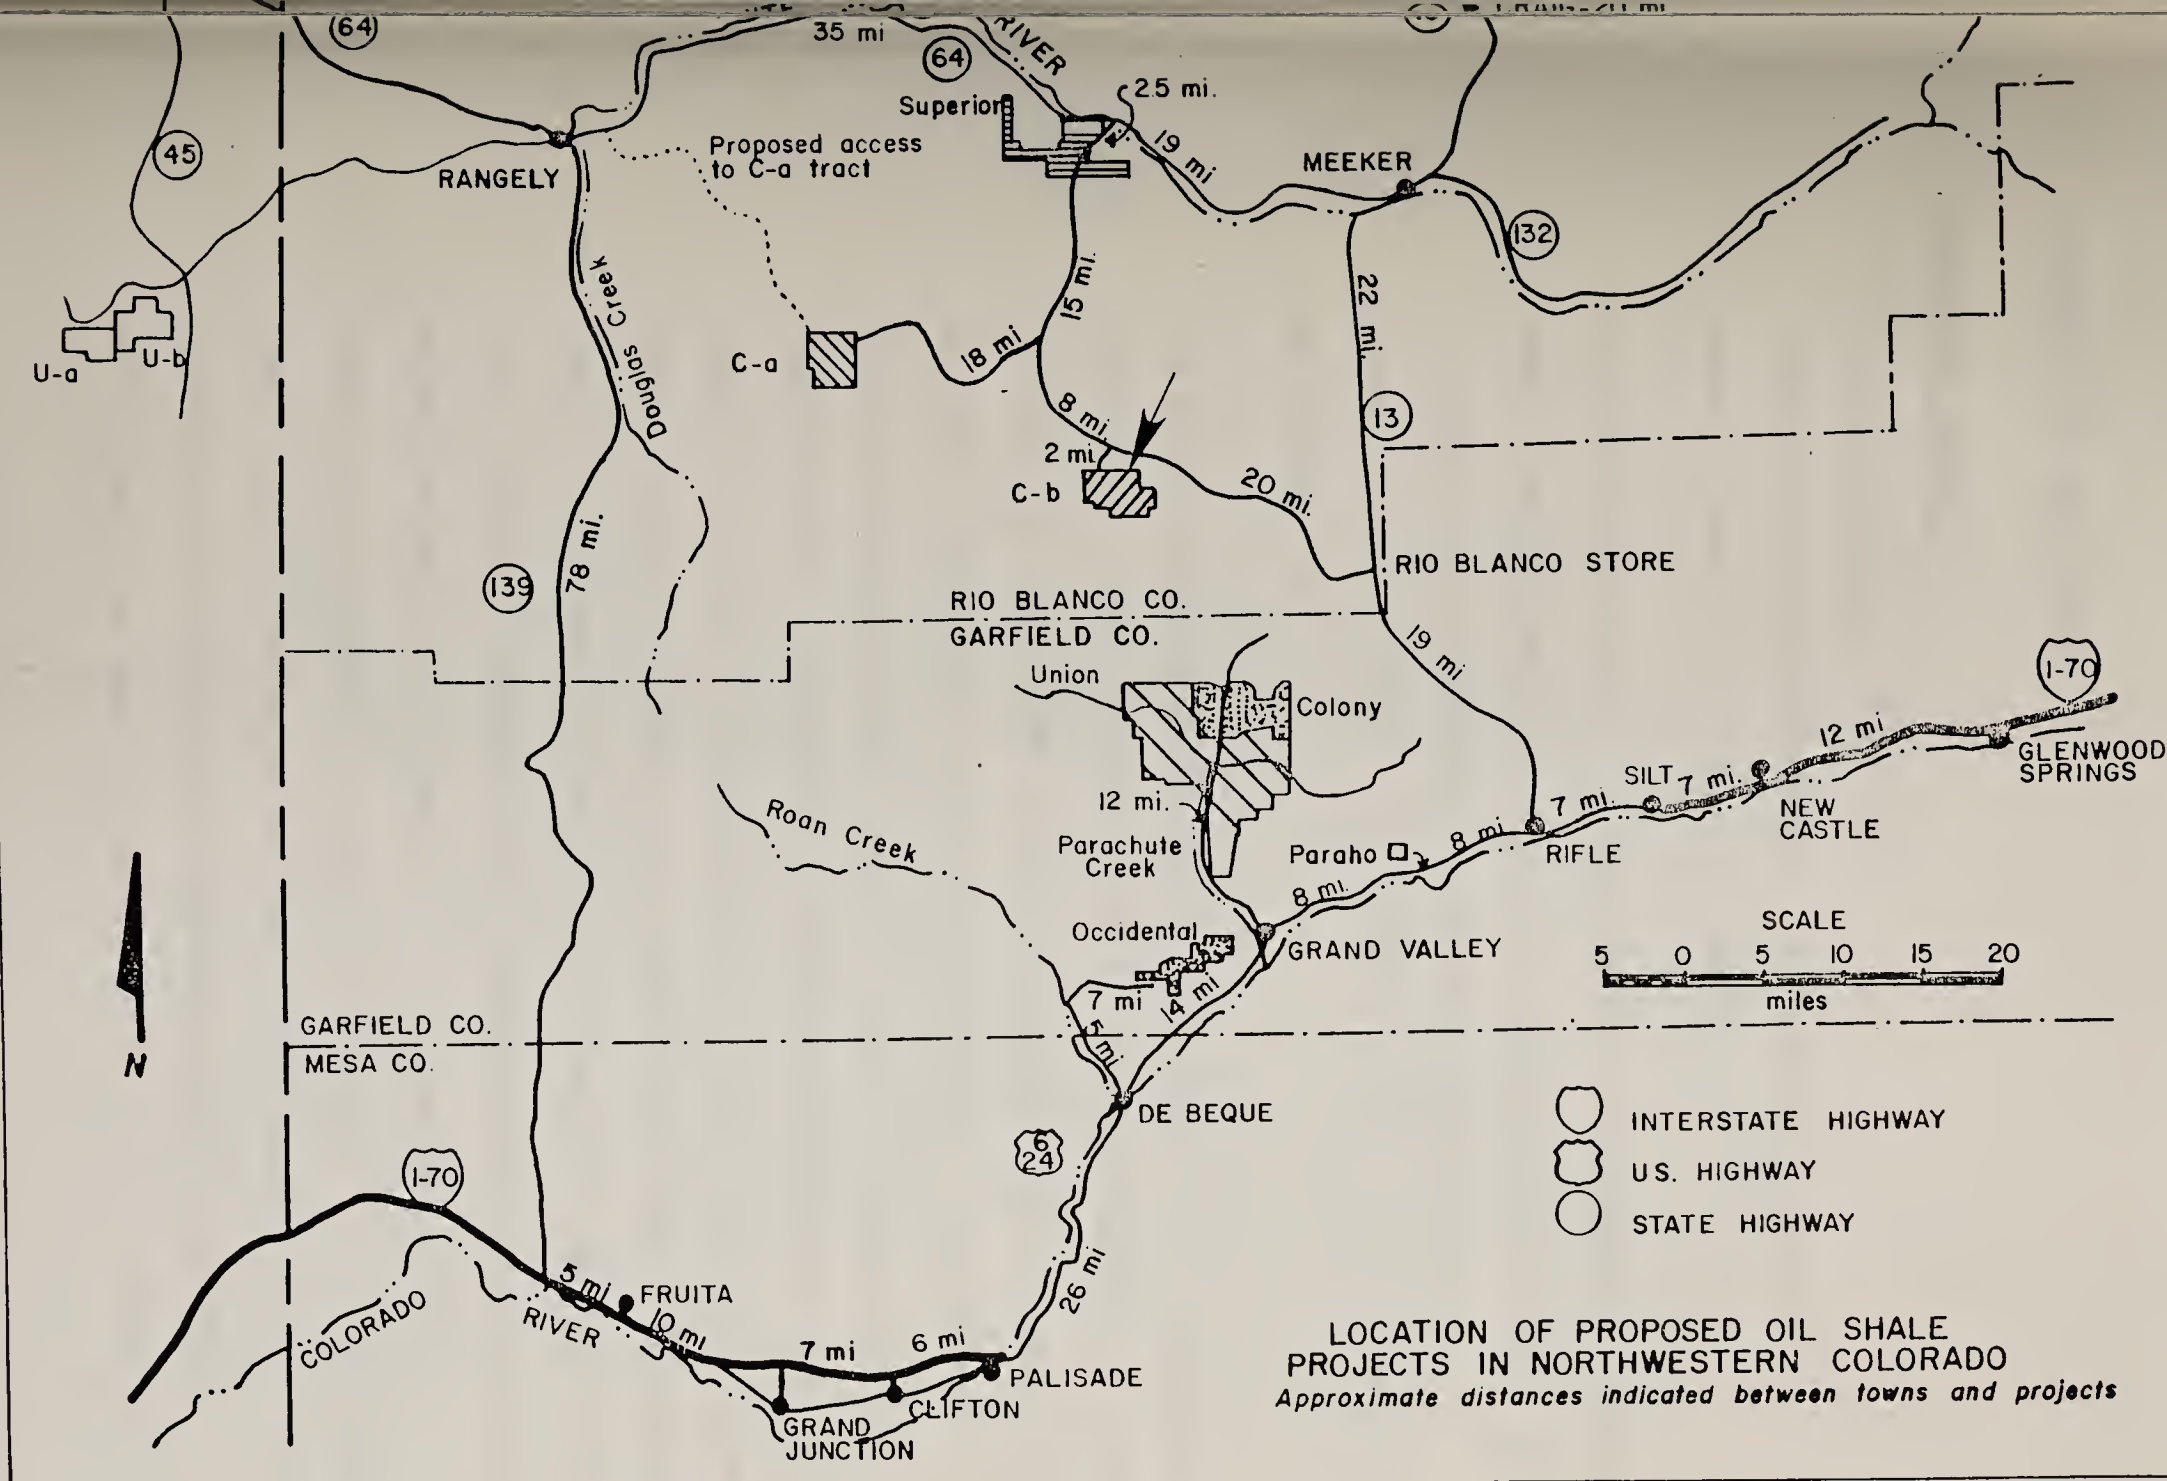 64
35 mi
64
RIVER
45
RANGELY
Proposed access
to C-a tract
Superior
2.5 mi.
19 mi
MEEKER
132
U-a
U-b
Douglas Creek
C-a
18 mi
15 mi.
22 mi.
13
8 mi.
2 mi.
C-b
20 mi.
RIO BLANCO STORE
139
78 mi.
RIO BLANCO CO.
GARFIELD CO.
19 mi
Union
Colony
I-70
12 mi
GLENWOOD
SPRINGS
SILT
7 mi.
NEW
CASTLE
7 mi.
RIFLE
8 mi.
Paraho
8 mi.
12 mi.
Parachute
Creek
Roan Creek
Occidental
GRAND VALLEY
7 mi
14 mi
5 mi
SCALE
5 0 5 10 15 20
miles
N
GARFIELD CO.
MESA CO.
DE BEQUE
6
24
26 mi
INTERSTATE HIGHWAY
U.S. HIGHWAY
STATE HIGHWAY
I-70
COLORADO
RIVER
5 mi
FRUITA
10 mi
7 mi
6 mi
PALISADE
CLIFTON
GRAND
JUNCTION
LOCATION OF PROPOSED OIL SHALE
PROJECTS IN NORTHWESTERN COLORADO
Approximate distances indicated between towns and projects